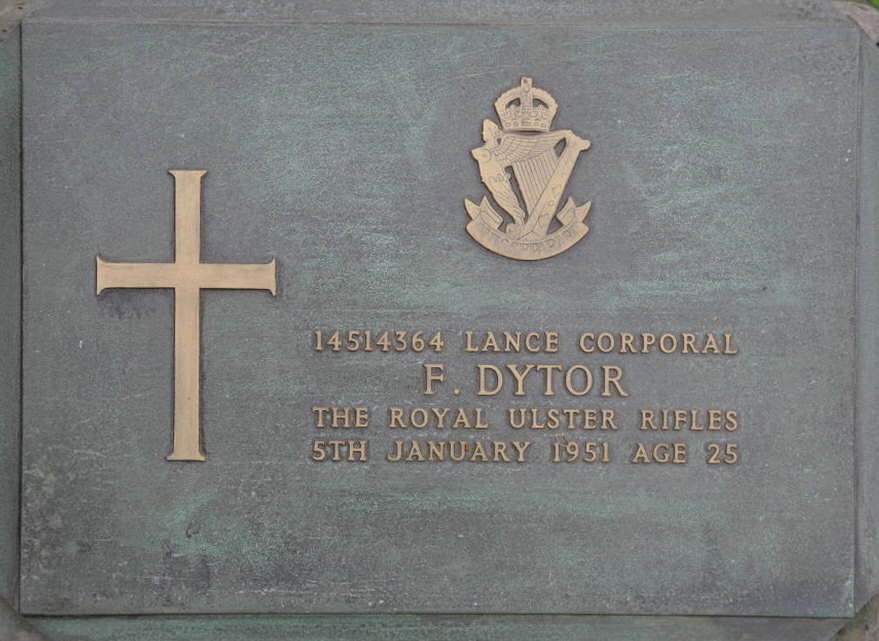 14514364 LANCE CORPORAL
F. DYTOR
THE ROYAL ULSTER RIFLES
5TH JANUARY 1951 AGE 25